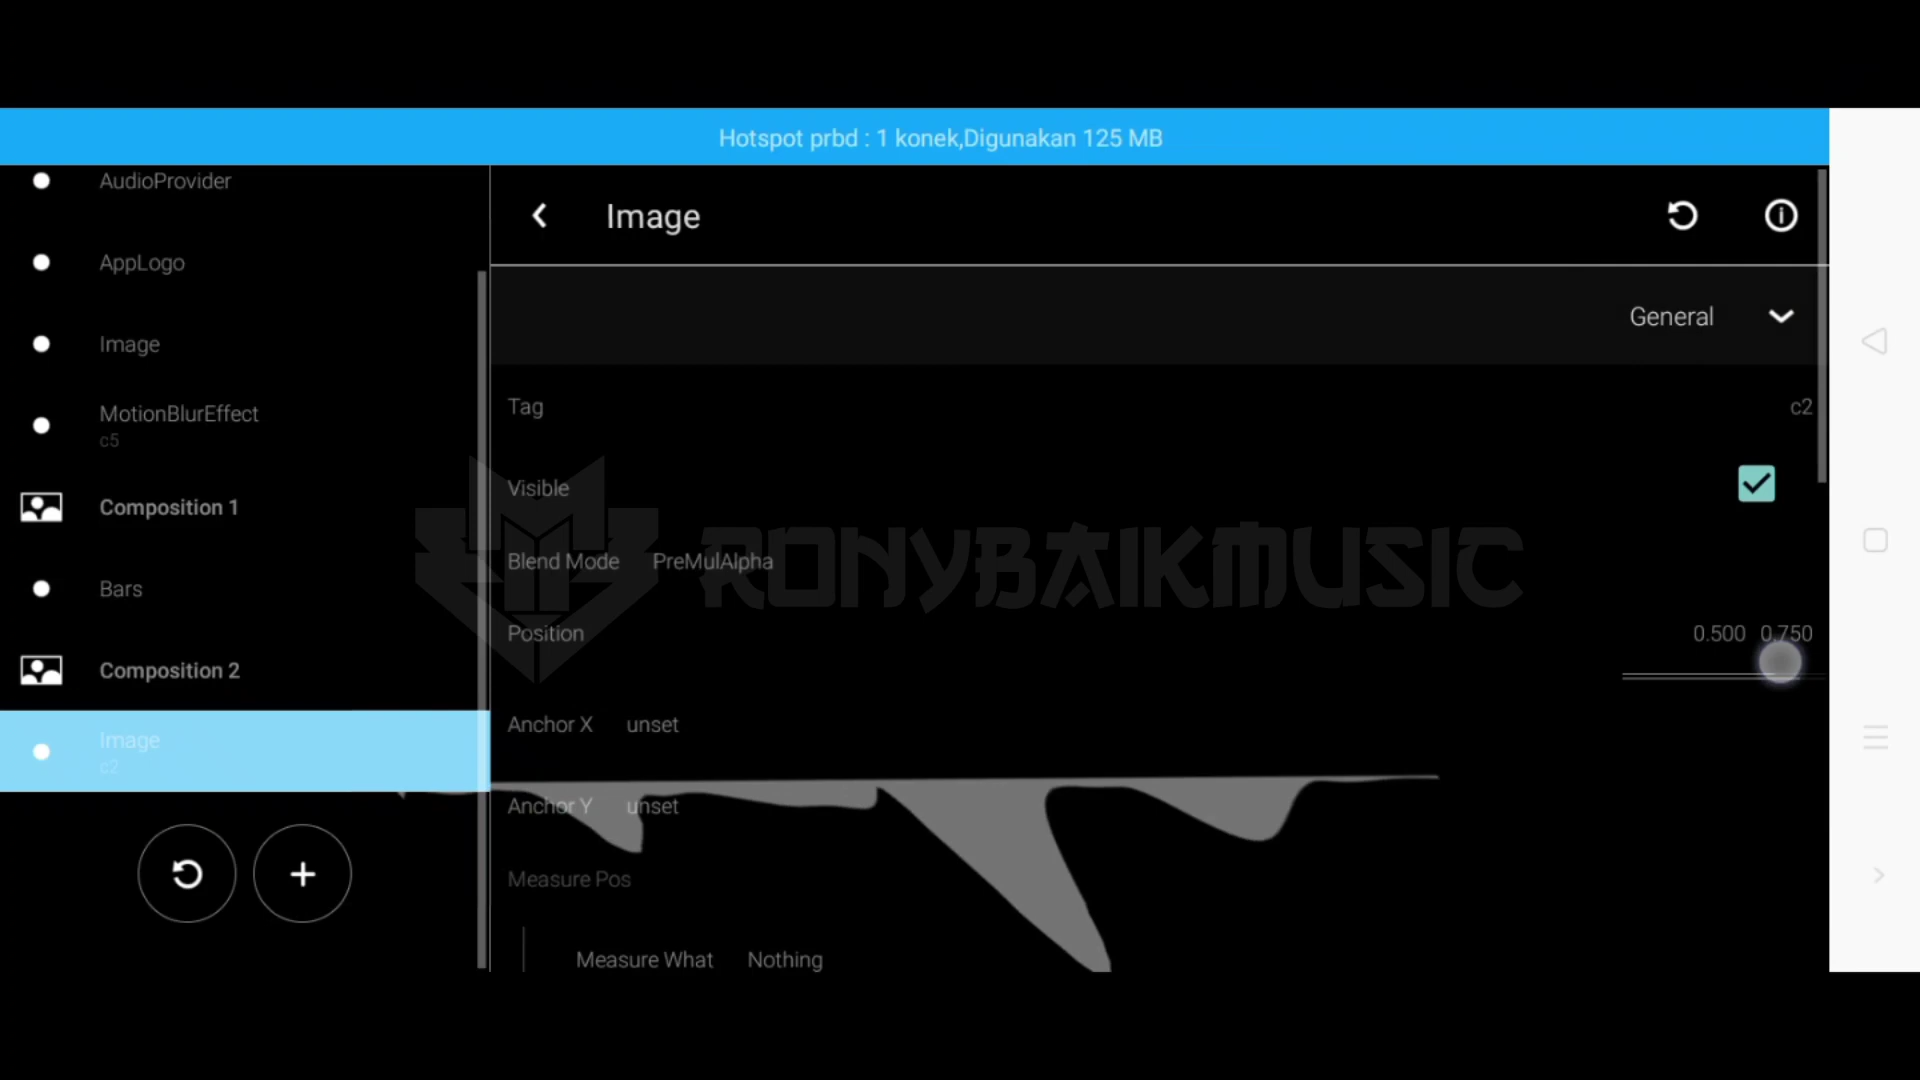 Hotspot prbd : 1 konek,Digunakan 125 MB
AudioProvider
AppLogo
Image
MotionBlurEffect
c5
Composition 1
Bars
Composition 2
Image
c2
Image
General
Tag c2
Visible
Blend Mode PreMulAlpha
RONYBAIKMUSIC
Position 0.500 0.750
Anchor X unset
Anchor Y unset
Measure Pos
Measure What Nothing